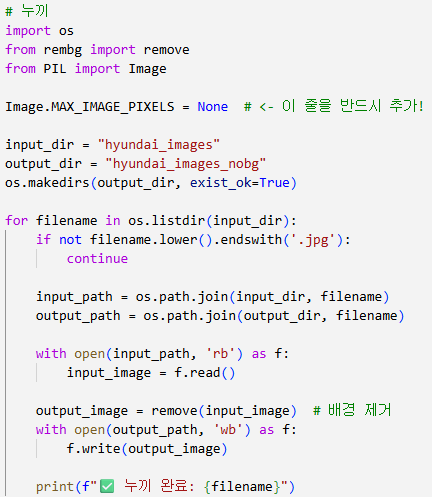 # 누끼
import os
from rembg import remove
from PIL import Image

Image.MAX_IMAGE_PIXELS = None  # <- 이 줄을 반드시 추가!

input_dir = "hyundai_images"
output_dir = "hyundai_images_nobg"
os.makedirs(output_dir, exist_ok=True)

for filename in os.listdir(input_dir):
    if not filename.lower().endswith('.jpg'):
        continue

    input_path = os.path.join(input_dir, filename)
    output_path = os.path.join(output_dir, filename)

    with open(input_path, 'rb') as f:
        input_image = f.read()

    output_image = remove(input_image)  # 배경 제거
    with open(output_path, 'wb') as f:
        f.write(output_image)

    print(f"✅ 누끼 완료: {filename}")